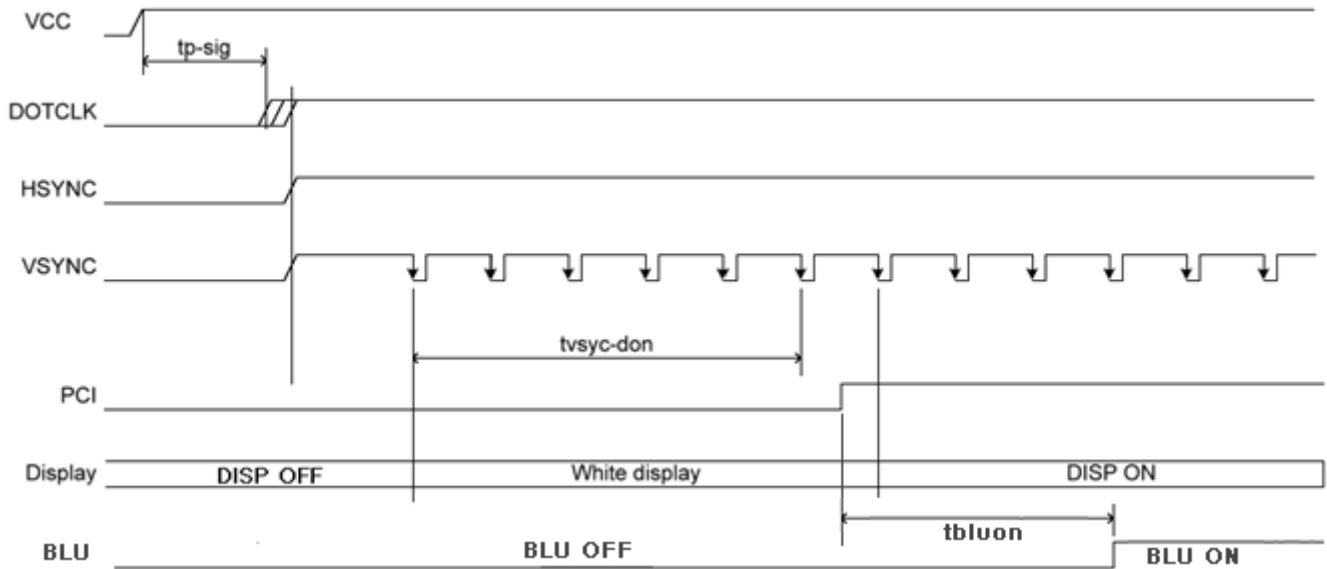 VCC
tp-sig
DOTCLK
HSYNC
VSYNC
tvsyc-don
PCI
Display DISP OFF White display DISP ON
tbluon
BLU BLU OFF BLU ON